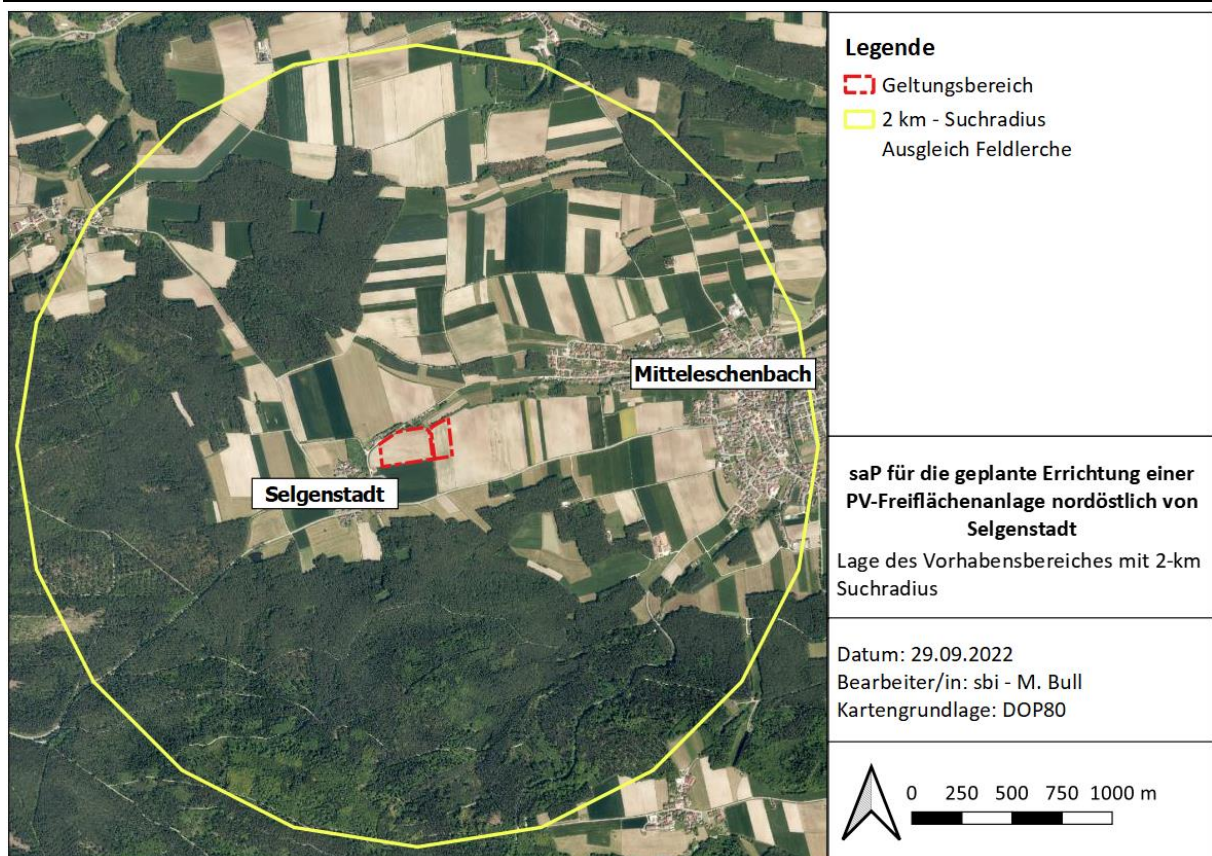 Mitteleschenbach
Selgenstadt
Legende
Geltungsbereich
2 km - Suchradius
Ausgleich Feldlerche
saP für die geplante Errichtung einer
PV-Freiflächenanlage nordöstlich von
Selgenstadt
Lage des Vorhabensbereiches mit 2-km
Suchradius
Datum: 29.09.2022
Bearbeiter/in: sbi - M. Bull
Kartengrundlage: DOP80
0 250 500 750 1000 m